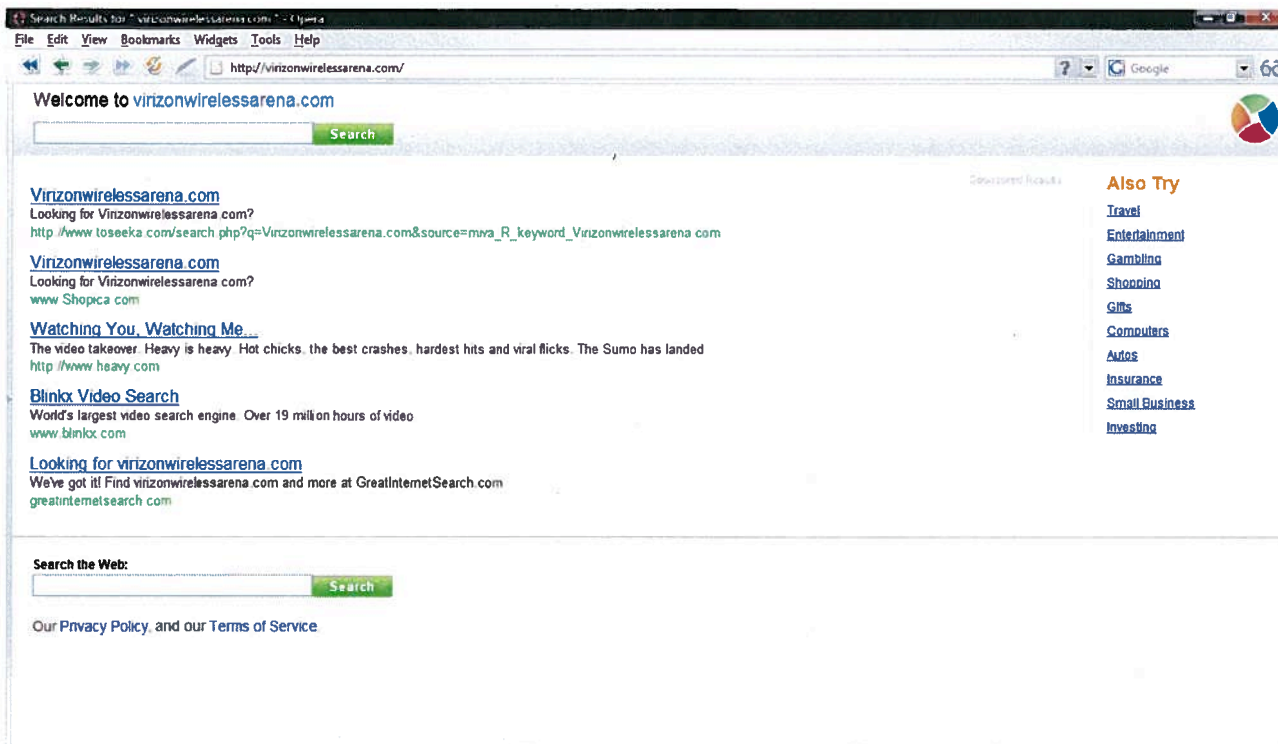 Search Results for "virizonwirelessarena.com" - Opera
File Edit View Bookmarks Widgets Tools Help
http://virizonwirelessarena.com/
? Google
Welcome to virizonwirelessarena.com
Search
Sponsored Results
Virizonwirelessarena.com
Looking for Virizonwirelessarena.com?
http://www.toseeka.com/search.php?q=Virizonwirelessarena.com&source=miva_R_keyword_Virizonwirelessarena.com
Virizonwirelessarena.com
Looking for Virizonwirelessarena.com?
www.Shopica.com
Watching You, Watching Me...
The video takeover. Heavy is heavy. Hot chicks, the best crashes, hardest hits and viral flicks. The Sumo has landed
http://www.heavy.com
Blinkx Video Search
World's largest video search engine. Over 19 million hours of video
www.blinkx.com
Looking for virizonwirelessarena.com
We've got it! Find virizonwirelessarena.com and more at GreatInternetSearch.com
greatinternetsearch.com
Also Try
Travel
Entertainment
Gambling
Shopping
Gifts
Computers
Autos
Insurance
Small Business
Investing
Search the Web:
Search
Our Privacy Policy, and our Terms of Service.